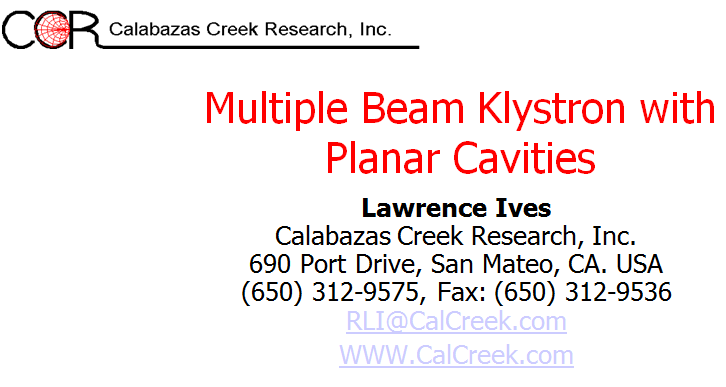 CCR Calabazas Creek Research, Inc.
Multiple Beam Klystron with
Planar Cavities
Lawrence Ives
Calabazas Creek Research, Inc.
690 Port Drive, San Mateo, CA. USA
(650) 312-9575, Fax: (650) 312-9536
RLI@CalCreek.com
WWW.CalCreek.com